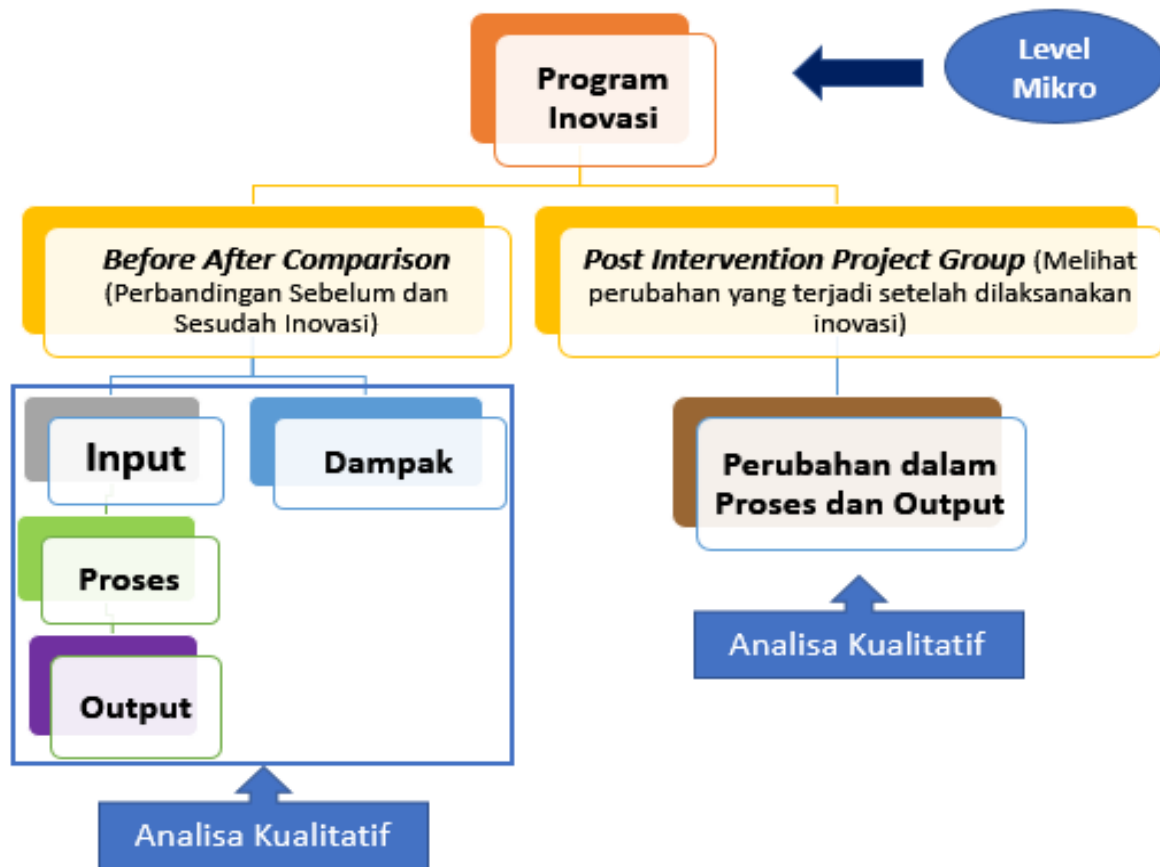 Program
Inovasi
Level
Mikro
Before After Comparison
(Perbandingan Sebelum dan
Sesudah Inovasi)
Post Intervention Project Group (Melihat
perubahan yang terjadi setelah dilaksanakan
inovasi)
Input
Dampak
Proses
Output
Perubahan dalam
Proses dan Output
Analisa Kualitatif
Analisa Kualitatif